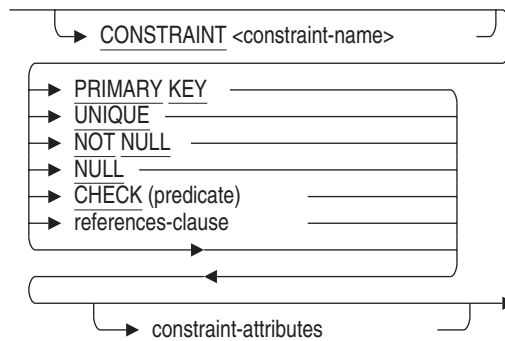 CONSTRAINT <constraint-name>
PRIMARY KEY
UNIQUE
NOT NULL
NULL
CHECK (predicate)
references-clause
constraint-attributes